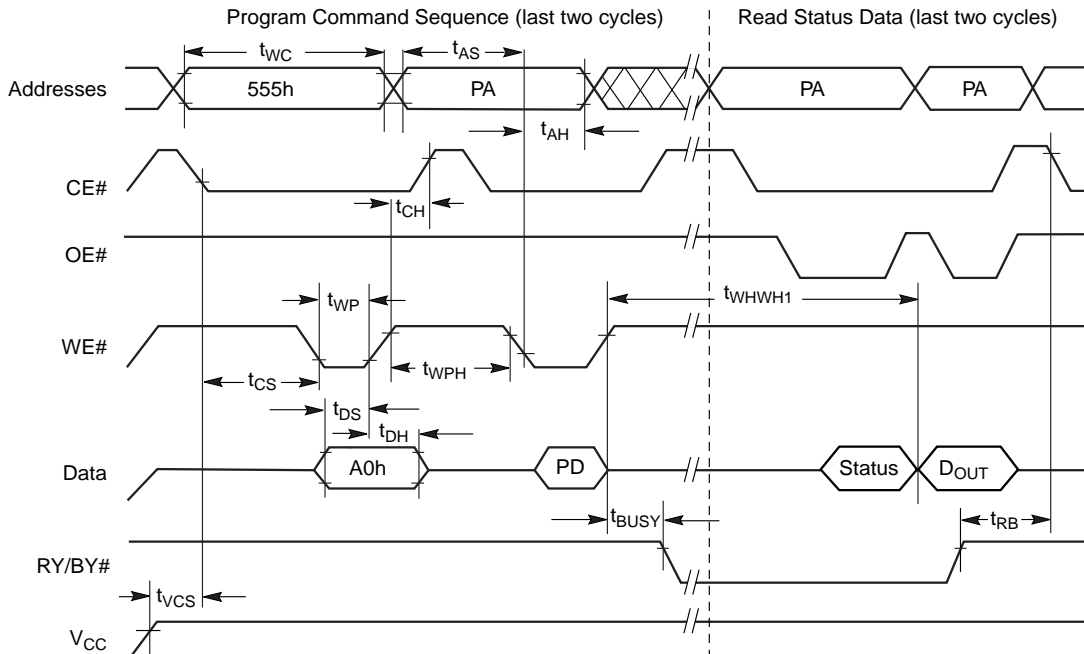 Program Command Sequence (last two cycles)
Read Status Data (last two cycles)
tWC
tAS
Addresses
555h
PA
PA
PA
tAH
CE#
tCH
OE#
tWHWH1
tWP
WE#
tWPH
tCS
tDS
tDH
Data
A0h
PD
Status
DOUT
tBUSY
tRB
RY/BY#
tVCS
VCC